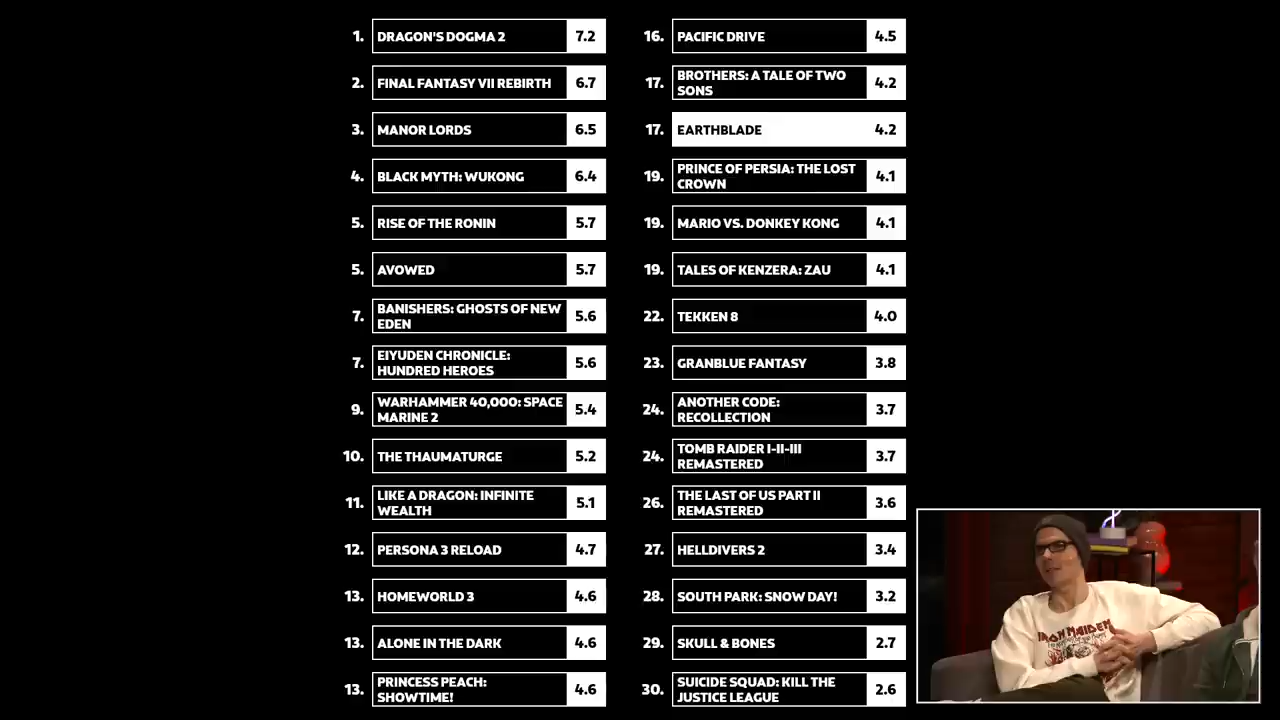 1. DRAGON'S DOGMA 2 7.2
2. FINAL FANTASY VII REBIRTH 6.7
3. MANOR LORDS 6.5
4. BLACK MYTH: WUKONG 6.4
5. RISE OF THE RONIN 5.7
5. AVOWED 5.7
7. BANISHERS: GHOSTS OF NEW
EDEN 5.6
7. EIYUDEN CHRONICLE:
HUNDRED HEROES 5.6
9. WARHAMMER 40,000: SPACE
MARINE 2 5.4
10. THE THAUMATURGE 5.2
11. LIKE A DRAGON: INFINITE
WEALTH 5.1
12. PERSONA 3 RELOAD 4.7
13. HOMEWORLD 3 4.6
13. ALONE IN THE DARK 4.6
13. PRINCESS PEACH:
SHOWTIME! 4.6
16. PACIFIC DRIVE 4.5
17. BROTHERS: A TALE OF TWO
SONS 4.2
17. EARTHBLADE 4.2
19. PRINCE OF PERSIA: THE LOST
CROWN 4.1
19. MARIO VS. DONKEY KONG 4.1
19. TALES OF KENZERA: ZAU 4.1
22. TEKKEN 8 4.0
23. GRANBLUE FANTASY 3.8
24. ANOTHER CODE:
RECOLLECTION 3.7
24. TOMB RAIDER I-II-III
REMASTERED 3.7
26. THE LAST OF US PART II
REMASTERED 3.6
27. HELLDIVERS 2 3.4
28. SOUTH PARK: SNOW DAY! 3.2
29. SKULL & BONES 2.7
30. SUICIDE SQUAD: KILL THE
JUSTICE LEAGUE 2.6
IRON MAIDEN